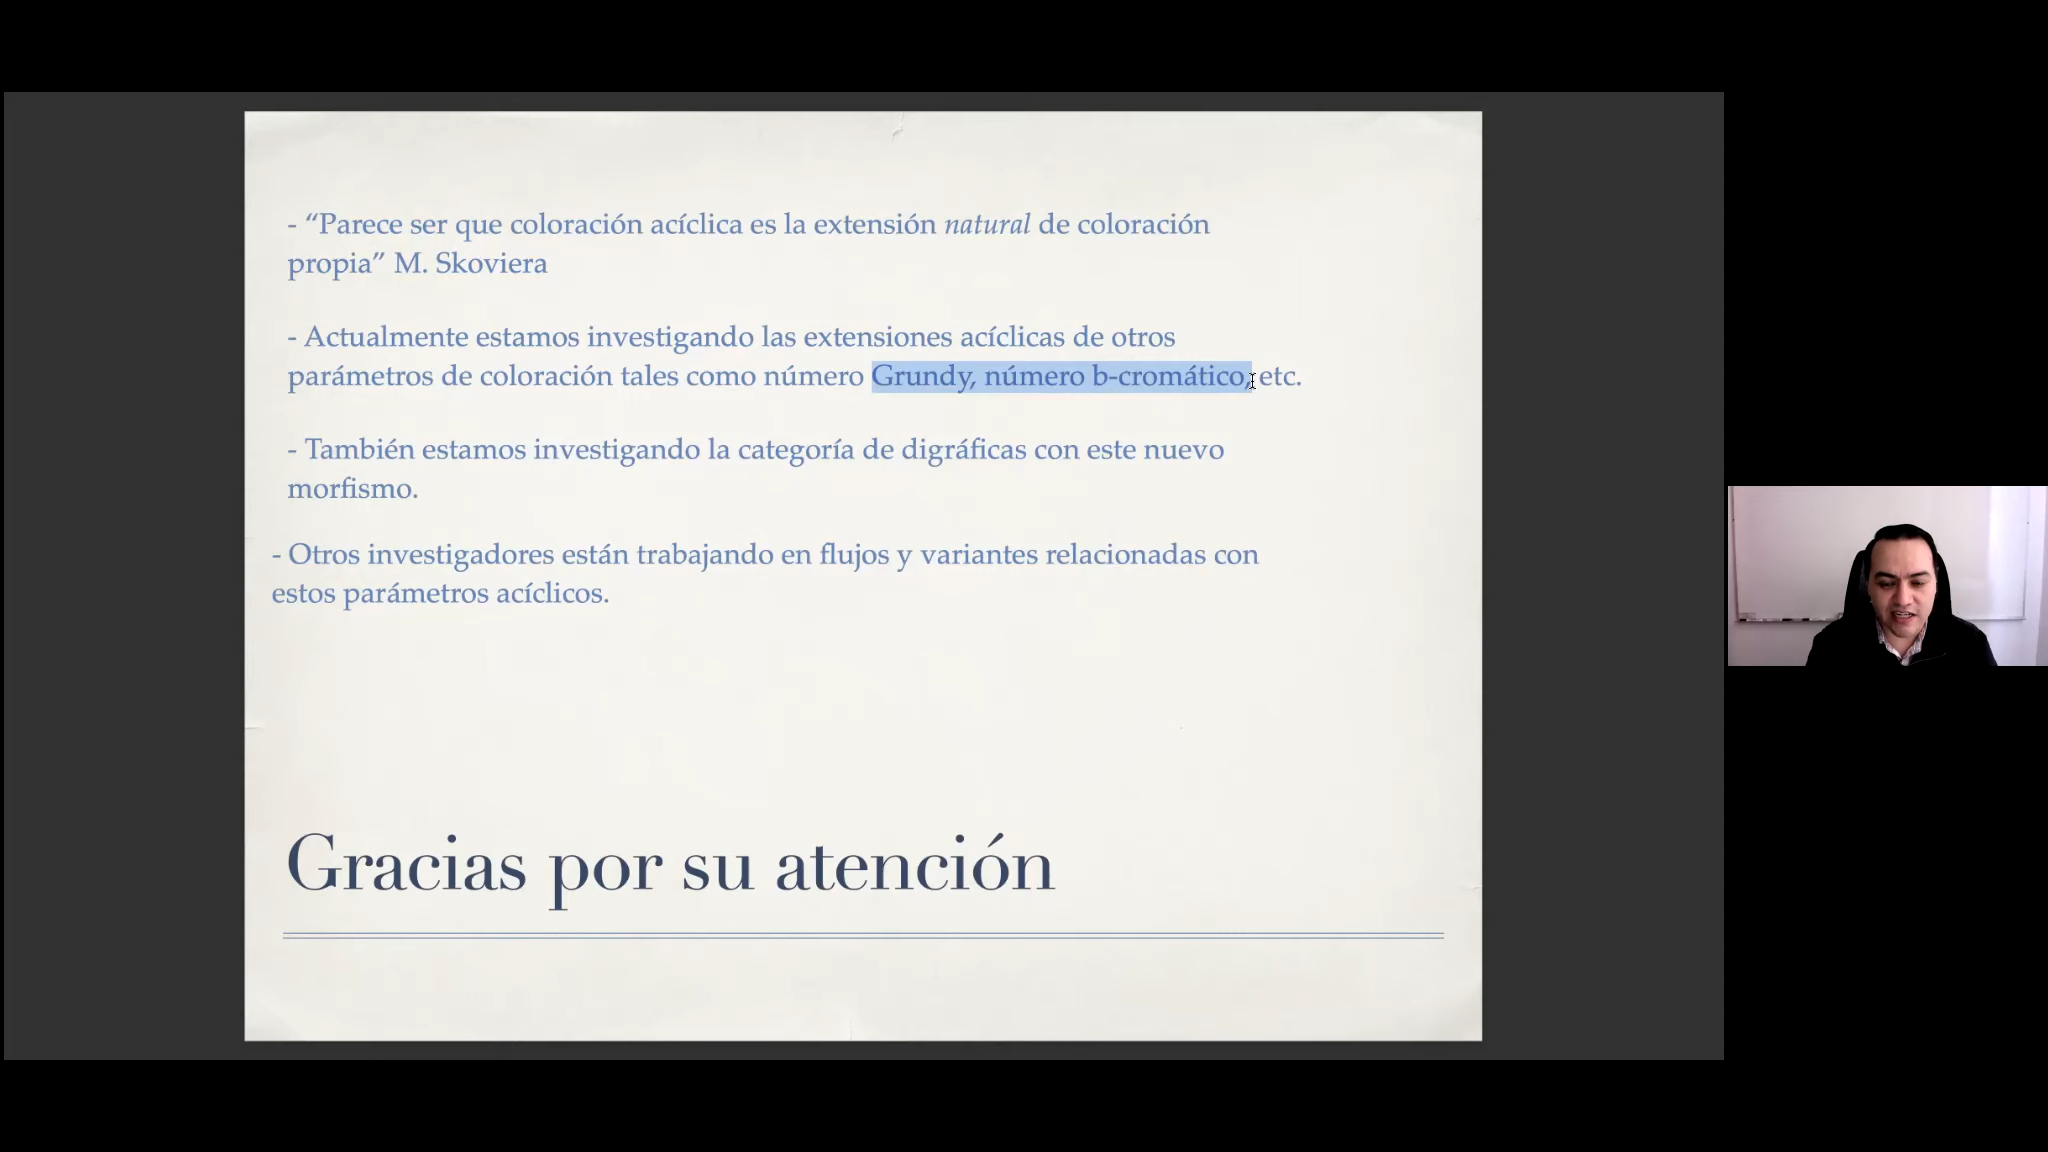 - “Parece ser que coloración acíclica es la extensión natural de coloración
propia” M. Skoviera
- Actualmente estamos investigando las extensiones acíclicas de otros
parámetros de coloración tales como número Grundy, número b-cromático, etc.
- También estamos investigando la categoría de digráficas con este nuevo
morfismo.
- Otros investigadores están trabajando en flujos y variantes relacionadas con
estos parámetros acíclicos.
Gracias por su atención